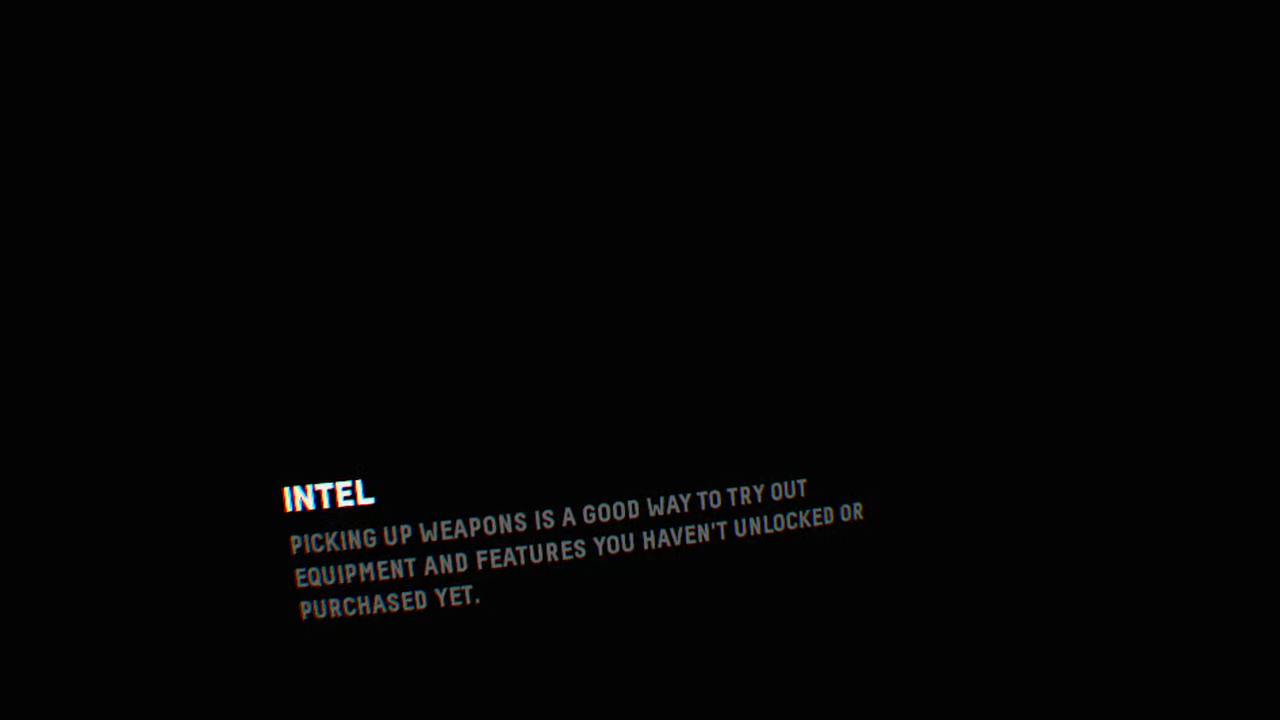 INTEL
PICKING UP WEAPONS IS A GOOD WAY TO TRY OUT
EQUIPMENT AND FEATURES YOU HAVEN'T UNLOCKED OR
PURCHASED YET.